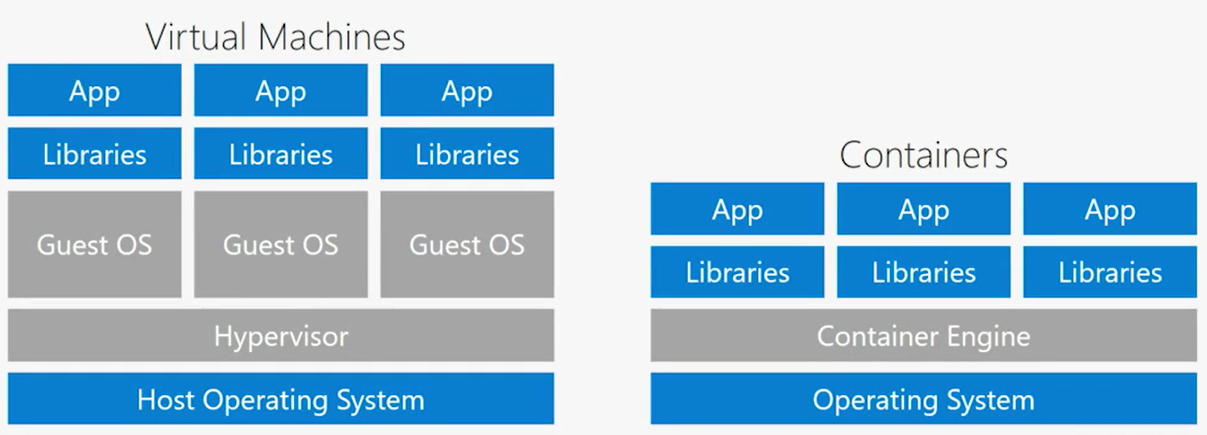 Virtual Machines
App App App
Libraries Libraries Libraries
Guest OS Guest OS Guest OS
Hypervisor
Host Operating System
Containers
App App App
Libraries Libraries Libraries
Container Engine
Operating System